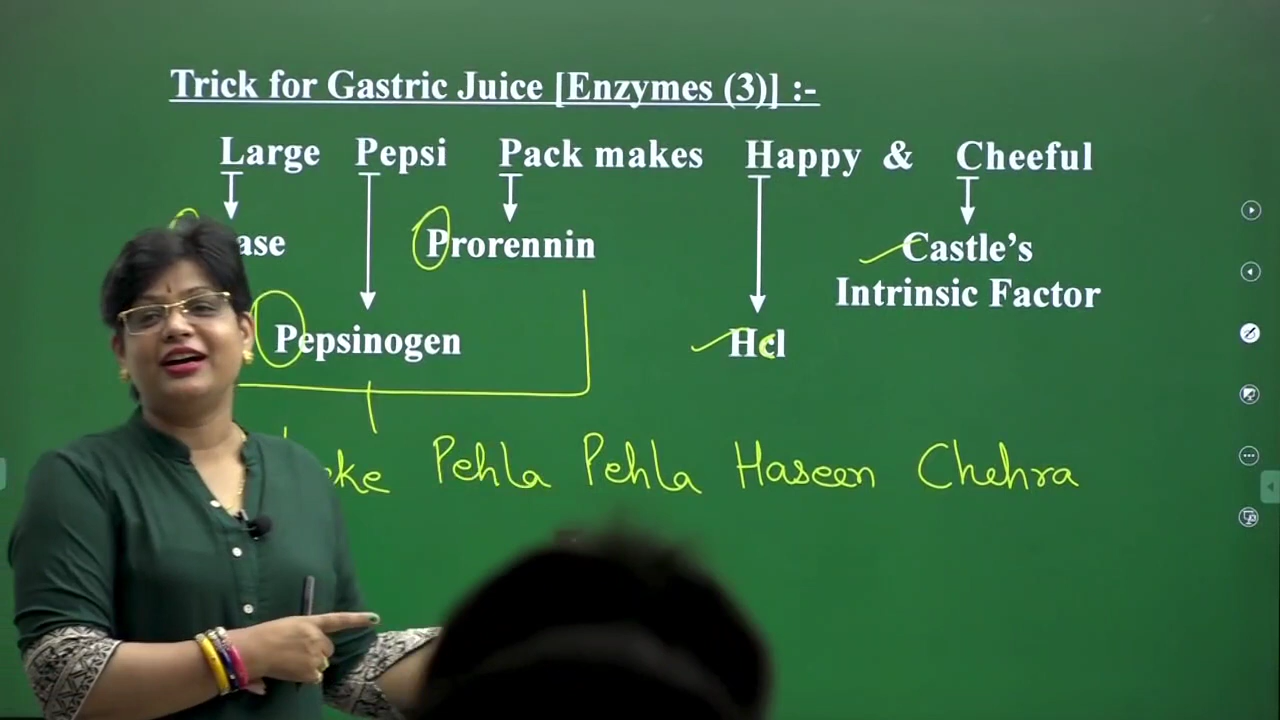 Trick for Gastric Juice [Enzymes (3)] :-
Large Pepsi Pack makes Happy & Cheeful
ase Prorennin Castle's
Intrinsic Factor
Pepsinogen Hcl
Pehla Pehla Haseen Chehra